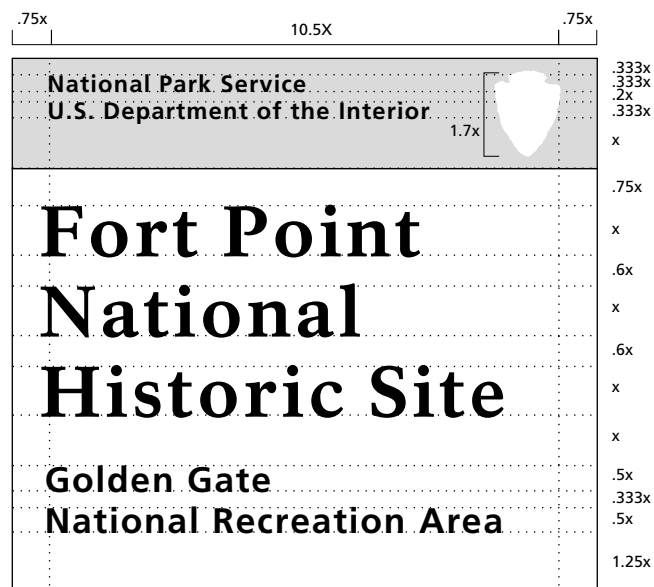 .75x
10.5X
.75x
National Park Service
U.S. Department of the Interior
1.7x
.333x
.333x
.2x
.333x
x
.75x
Fort Point
x
.6x
National
x
.6x
Historic Site
x
x
Golden Gate
.5x
.333x
National Recreation Area
.5x
1.25x